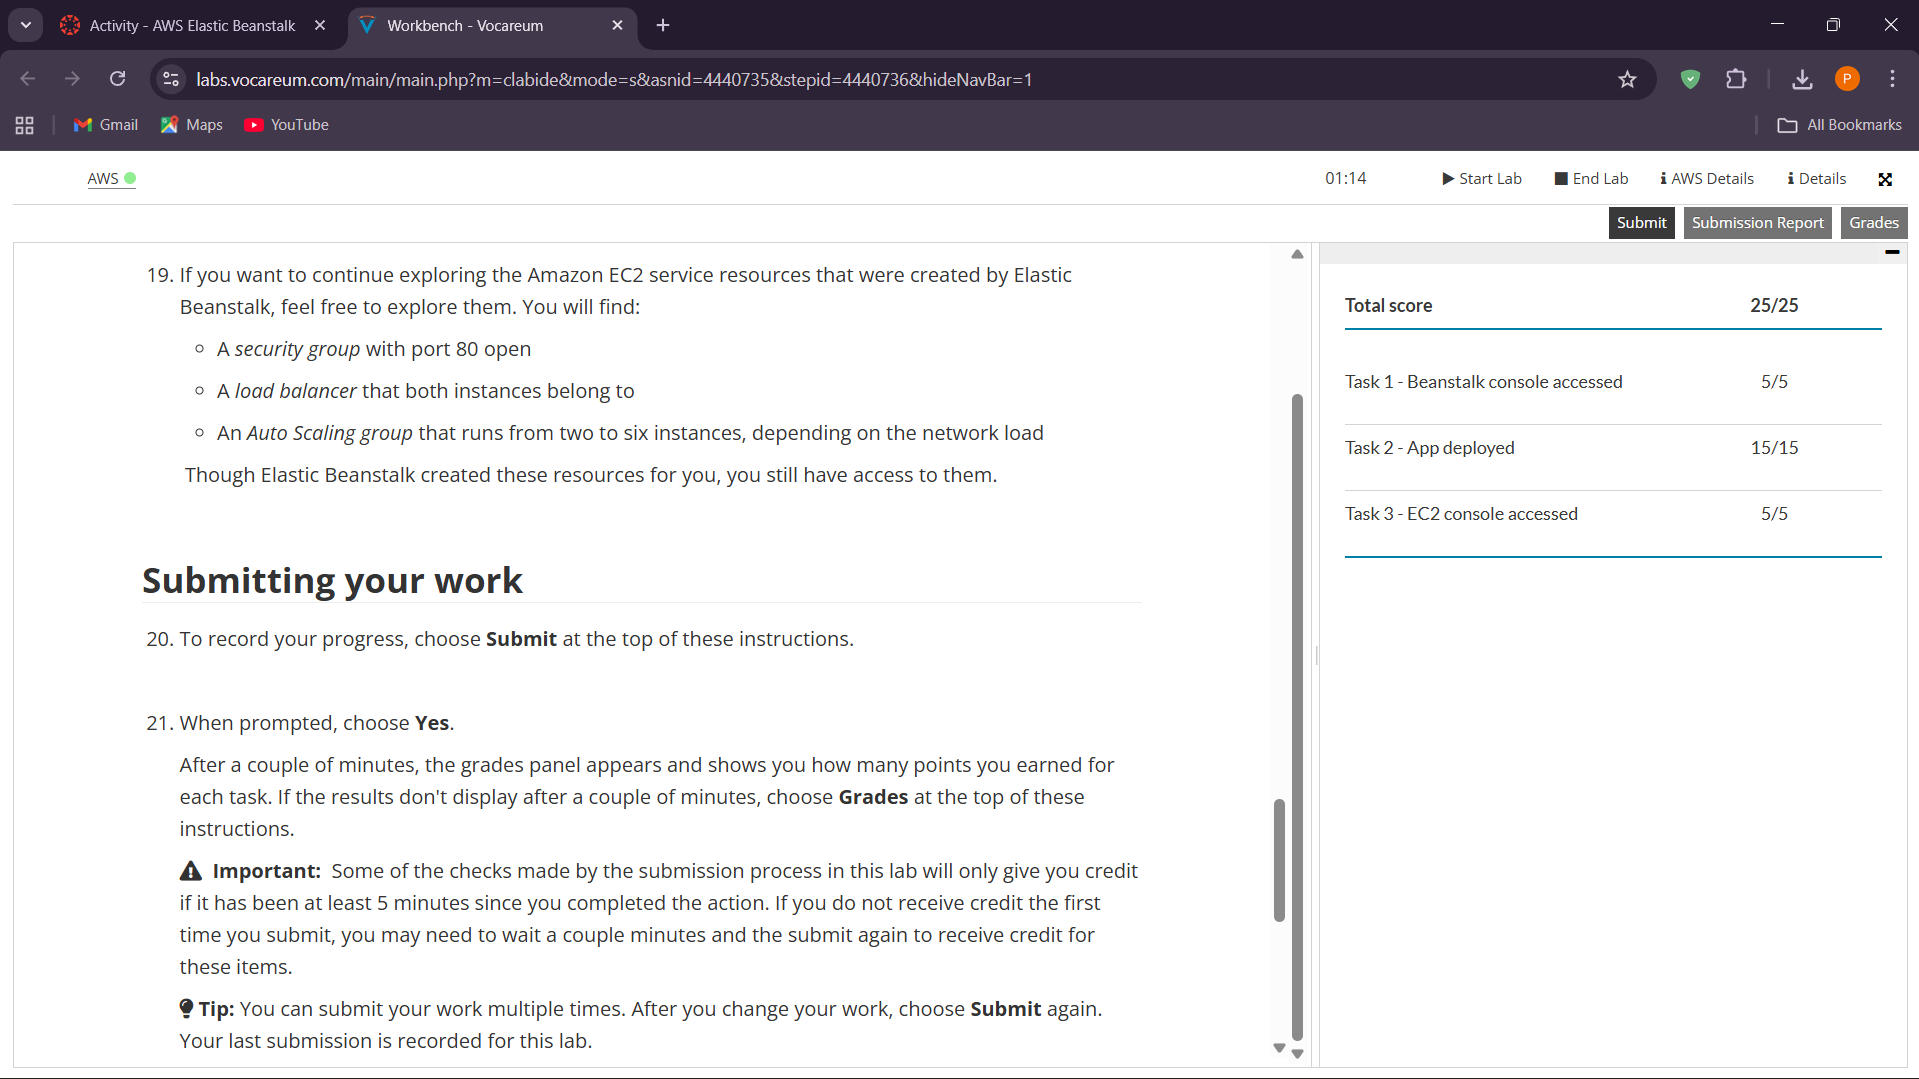 Activity - AWS Elastic Beanstalk
Workbench - Vocareum
labs.vocareum.com/main/main.php?m=clabide&mode=s&asnid=4440735&stepid=4440736&hideNavBar=1
P
Gmail
Maps
YouTube
All Bookmarks
AWS
01:14
Start Lab
End Lab
AWS Details
Details
Submit
Submission Report
Grades
19. If you want to continue exploring the Amazon EC2 service resources that were created by Elastic
Beanstalk, feel free to explore them. You will find:
A security group with port 80 open
A load balancer that both instances belong to
An Auto Scaling group that runs from two to six instances, depending on the network load
Though Elastic Beanstalk created these resources for you, you still have access to them.
Submitting your work
20. To record your progress, choose Submit at the top of these instructions.
21. When prompted, choose Yes.
After a couple of minutes, the grades panel appears and shows you how many points you earned for
each task. If the results don't display after a couple of minutes, choose Grades at the top of these
instructions.
Important: Some of the checks made by the submission process in this lab will only give you credit
if it has been at least 5 minutes since you completed the action. If you do not receive credit the first
time you submit, you may need to wait a couple minutes and the submit again to receive credit for
these items.
Tip: You can submit your work multiple times. After you change your work, choose Submit again.
Your last submission is recorded for this lab.
Total score 25/25
Task 1 - Beanstalk console accessed 5/5
Task 2 - App deployed 15/15
Task 3 - EC2 console accessed 5/5